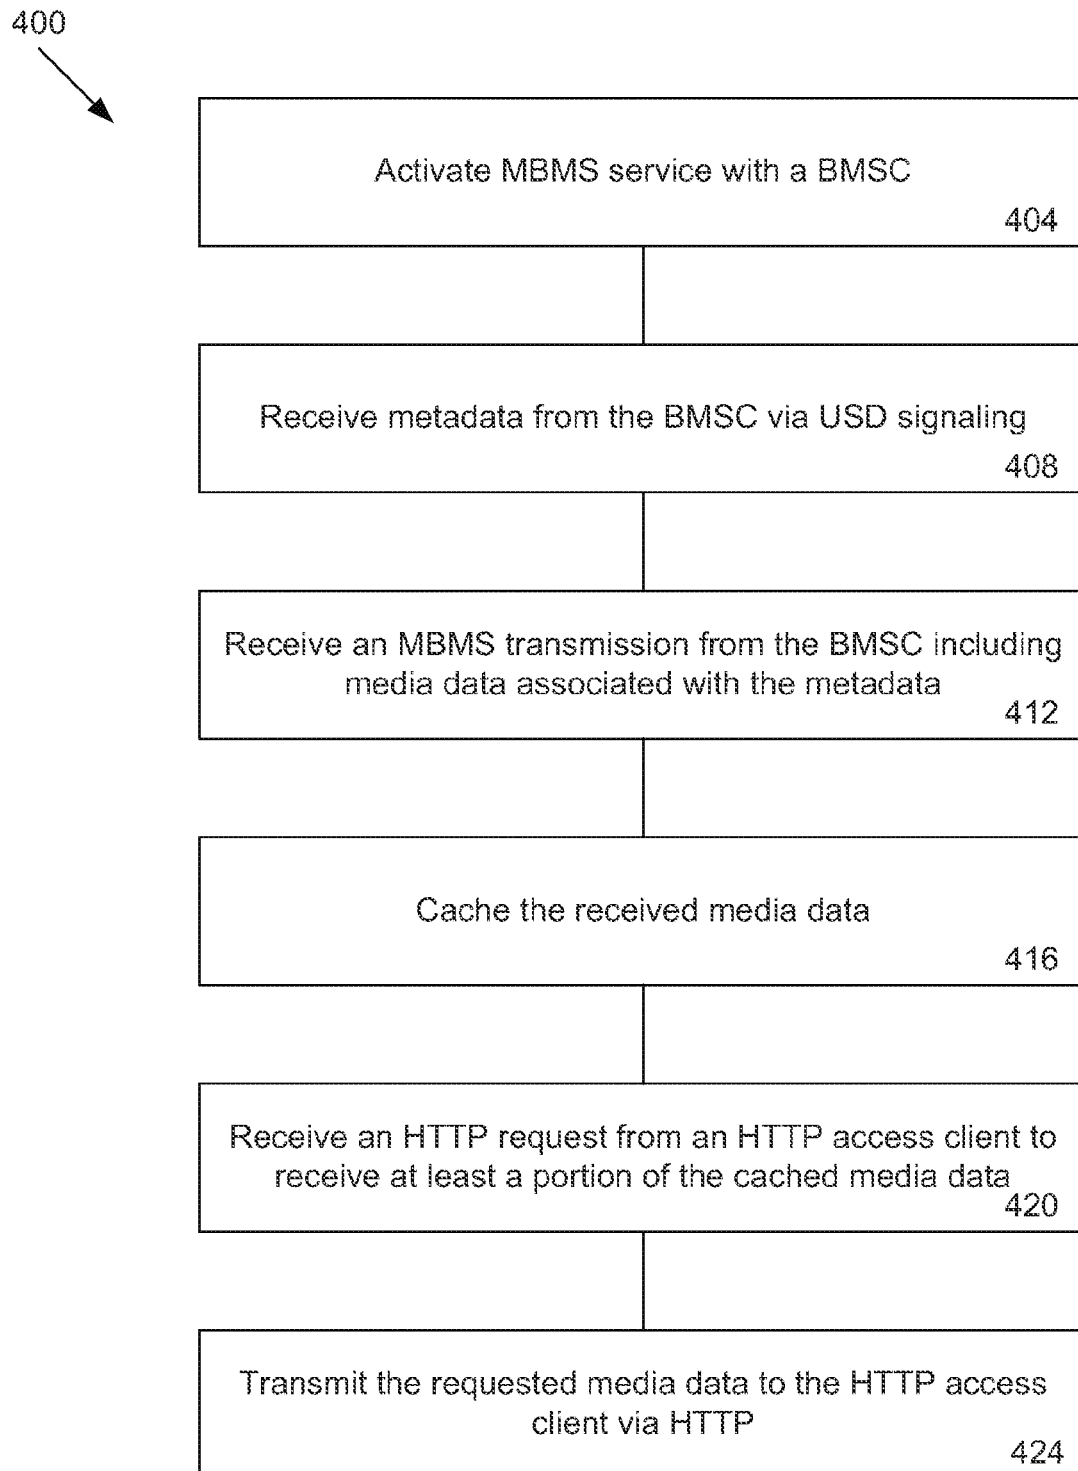 400
Activate MBMS service with a BMSC
404
Receive metadata from the BMSC via USD signaling
408
Receive an MBMS transmission from the BMSC including
media data associated with the metadata
412
Cache the received media data
416
Receive an HTTP request from an HTTP access client to
receive at least a portion of the cached media data
420
Transmit the requested media data to the HTTP access
client via HTTP
424